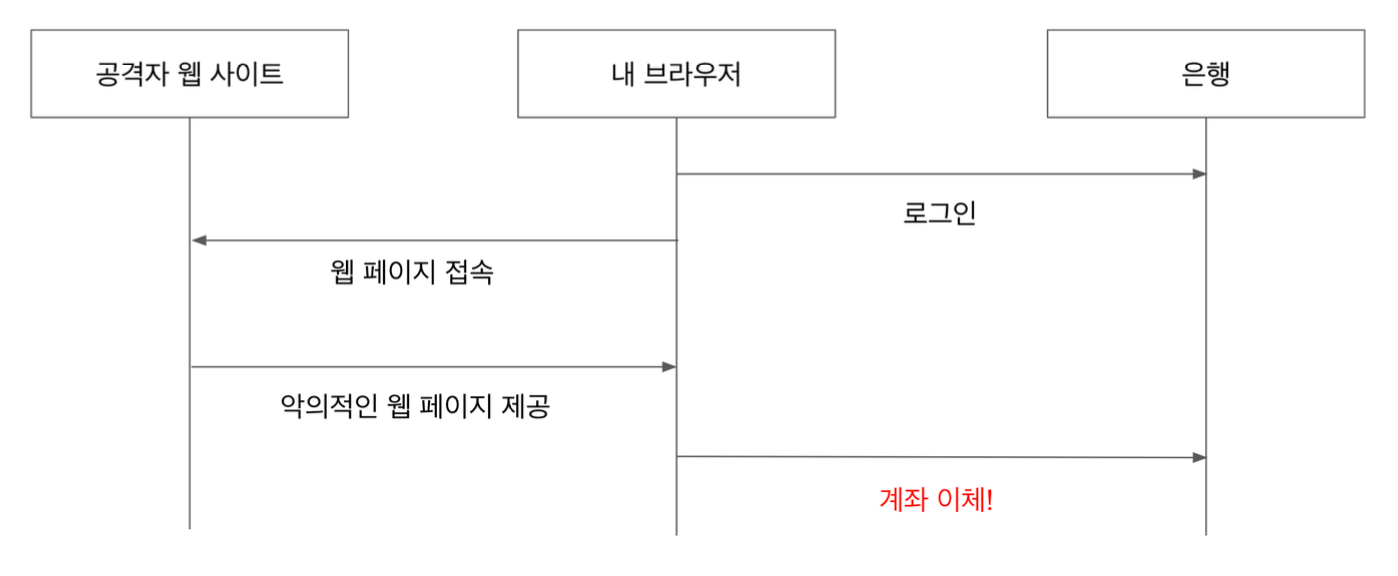 공격자 웹 사이트
내 브라우저
은행
로그인
웹 페이지 접속
악의적인 웹 페이지 제공
계좌 이체!